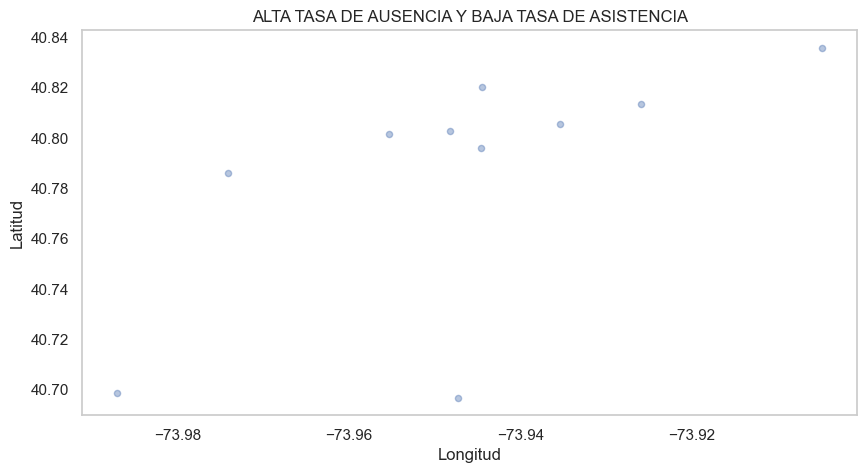 ALTA TASA DE AUSENCIA Y BAJA TASA DE ASISTENCIA
40.84
40.82
40.80
40.78
40.76
40.74
40.72
40.70
Latitud
−73.98 −73.96 −73.94 −73.92
Longitud